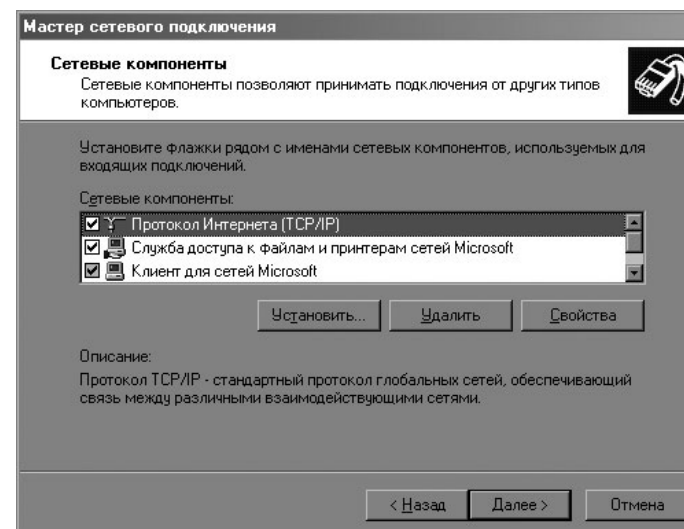 Мастер сетевого подключения
Сетевые компоненты
Сетевые компоненты позволяют принимать подключения от других типов
компьютеров.
Установите флажки рядом с именами сетевых компонентов, используемых для
входящих подключений.
Сетевые компоненты:
Протокол Интернета (TCP/IP)
Служба доступа к файлам и принтерам сетей Microsoft
Клиент для сетей Microsoft
Установить... Удалить Свойства
Описание:
Протокол TCP/IP - стандартный протокол глобальных сетей, обеспечивающий
связь между различными взаимодействующими сетями.
< Назад Далее > Отмена